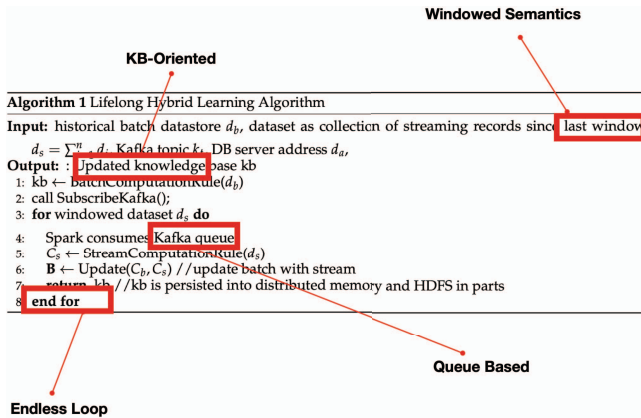 Windowed Semantics
KB-Oriented
Algorithm 1 Lifelong Hybrid Learning Algorithm
Input: historical batch datastore d_b, dataset as collection of streaming records since last window
d_s = ∑ d_i Kafka topic k_t, DB server address d_a,
Output: : Updated knowledge base kb
1: kb ← BatchComputationRule(d_b)
2: call SubscribeKafka();
3: for windowed dataset d_s do
4: Spark consumes Kafka queue
5: C_s ← StreamComputationRule(d_s)
6: B ← Update(C_b, C_s) //update batch with stream
7: return kb //kb is persisted into distributed memory and HDFS in parts
8: end for
Queue Based
Endless Loop